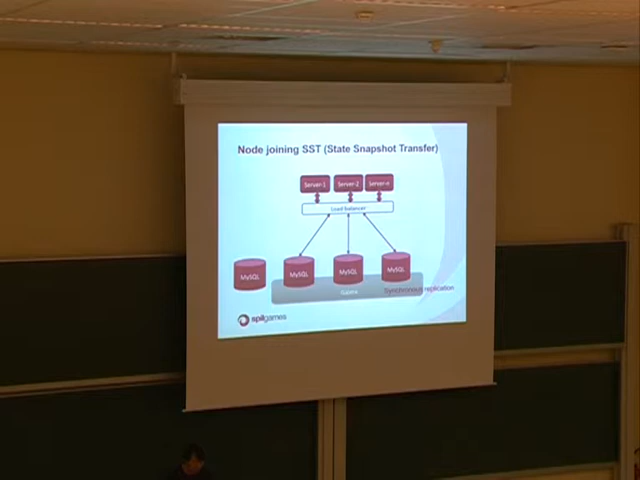 Node joining SST (State Snapshot Transfer)
Server-1 Server-2 Server-n
Load balancer
MySQL MySQL MySQL MySQL
Synchronous replication
Galera
spilgames